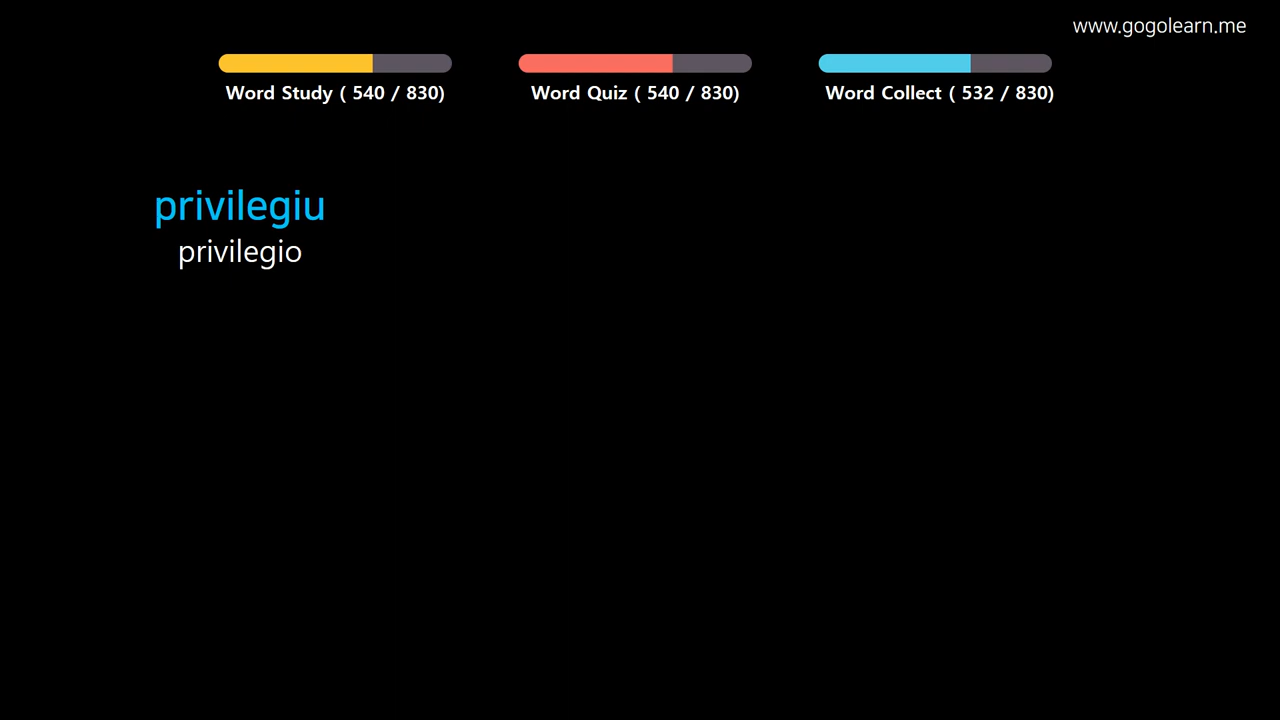 www.gogolearn.me
Word Study ( 540 / 830)
Word Quiz ( 540 / 830)
Word Collect ( 532 / 830)
privilegiu
privilegio